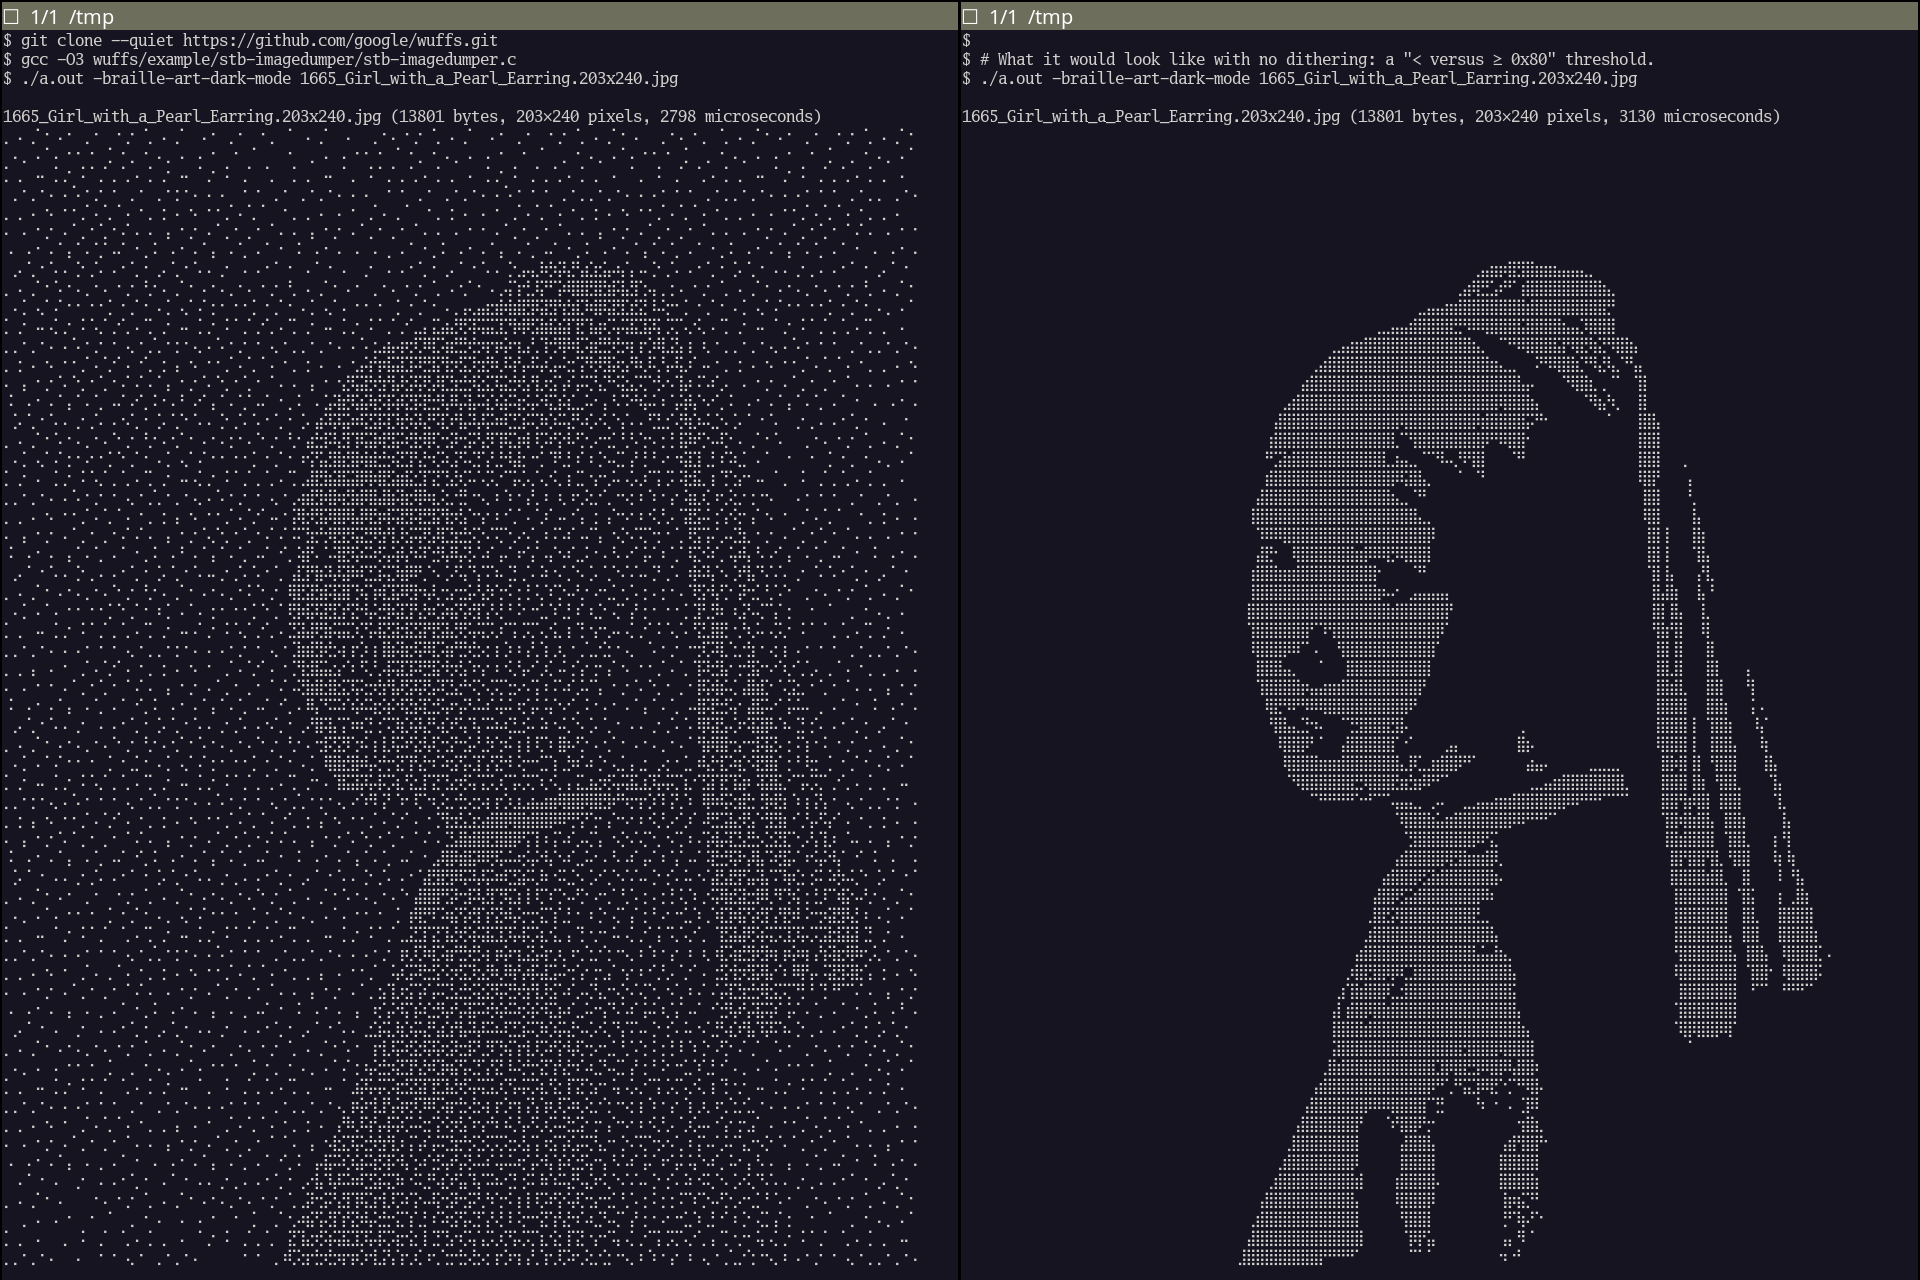 1/1 /tmp
$ git clone --quiet https://github.com/google/wuffs.git
$ gcc -O3 wuffs/example/stb-imagedumper/stb-imagedumper.c
$ ./a.out -braille-art-dark-mode 1665_Girl_with_a_Pearl_Earring.203x240.jpg
1665_Girl_with_a_Pearl_Earring.203x240.jpg (13801 bytes, 203×240 pixels, 2798 microseconds)
1/1 /tmp
$
$ # What it would look like with no dithering: a "< versus ≥ 0x80" threshold.
$ ./a.out -braille-art-dark-mode 1665_Girl_with_a_Pearl_Earring.203x240.jpg
1665_Girl_with_a_Pearl_Earring.203x240.jpg (13801 bytes, 203×240 pixels, 3130 microseconds)